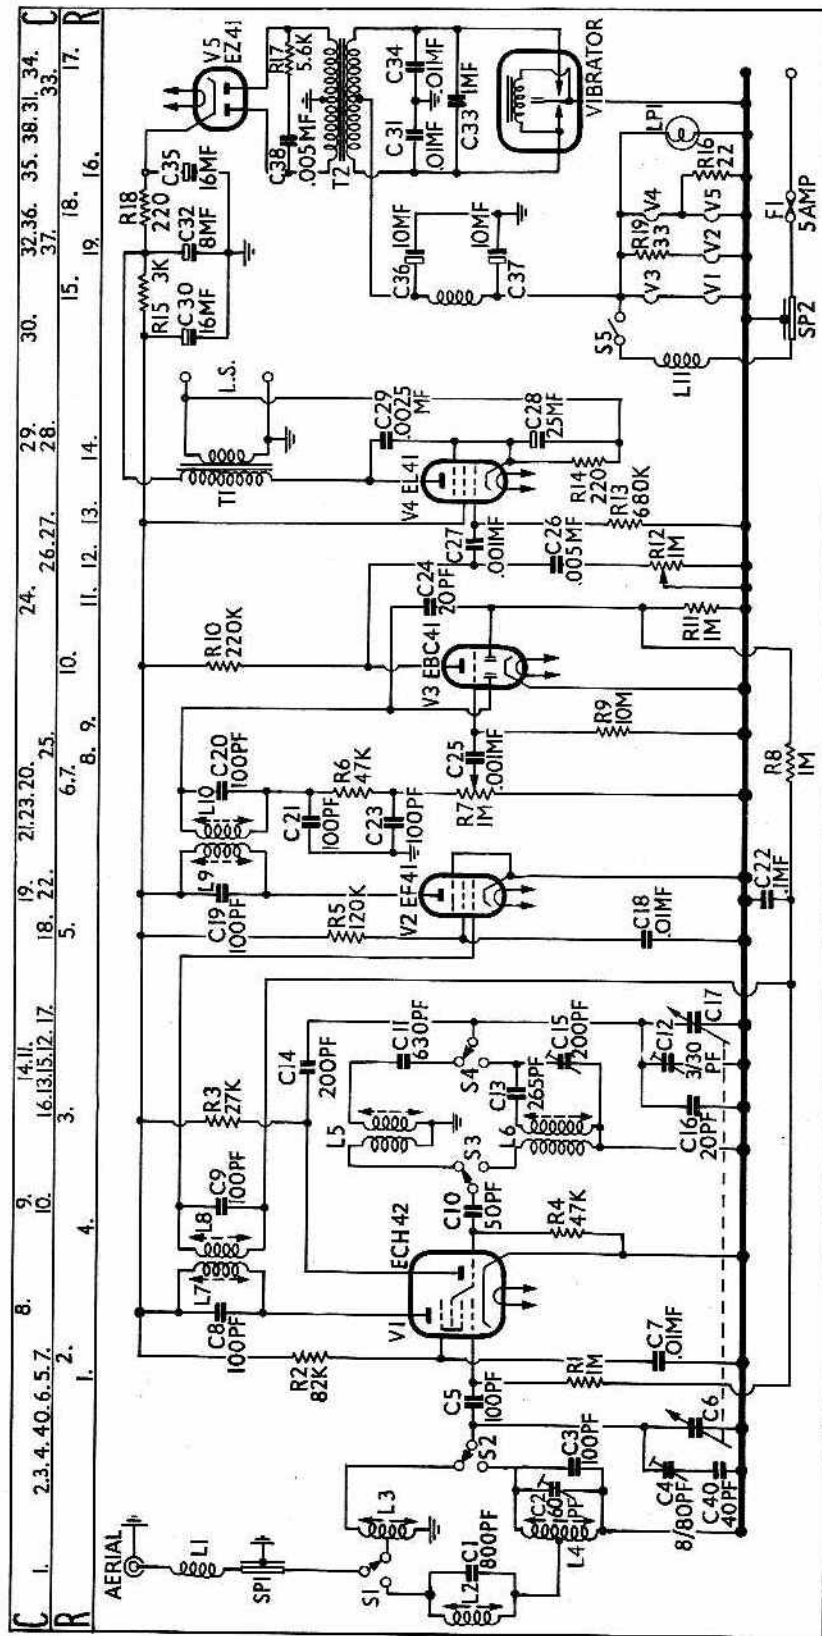 C 1. 8. 9. 14.11. 19. 21.23.20. 24. 29. 30. 32.36. 35. 38.31. 34. C
2.3. 4. 40. 6. 5. 7. 10. 16.13.15.12.17. 18. 22. 25. 26.27. 28. 37. 33.
R 2. 3. 5. 6.7. 10. 15. 18. 17. R
1. 4. 8. 9. 11. 12. 13. 14. 19. 16.
AERIAL
L1
SP1
S1
L2
C1
800PF
L3
L4
C2
60
PF
C3
100PF
S2
C4
8/80PF
C40
40PF
C6
C5
100PF
R1
1M
R2
82K
C7
.01MF
C8
100PF
L7
L8
C9
100PF
V1
ECH42
C10
50PF
R4
47K
R3
27K
C14
200PF
L5
C11
630PF
S3
S4
L6
C13
265PF
C15
200PF
C16
20PF
C12
3/30
PF
C17
R5
120K
C18
.01MF
C19
100PF
L9
L10
C20
100PF
V2 EF41
C21
100PF
R6
47K
C23
100PF
C22
.1MF
R7
1M
C25
.001MF
R8
1M
R9
10M
R10
220K
V3 EBC41
C24
20PF
R11
1M
C27
.001MF
C26
.005MF
R12
1M
R13
680K
V4 EL41
R14
220
C28
25MF
C29
.0025
MF
T1
L.S.
R15
3K
C30
16MF
R18
220
C32
8MF
C35
16MF
V5
EZ41
R17
5.6K
C38
.005MF
T2
C31
.01MF
C34
.01MF
C33
.1MF
VIBRATOR
C36
10MF
C37
10MF
S5
L11
SP2
F1
5 AMP
V3
V1
R19
33
V2
V4
V5
R16
22
LP1